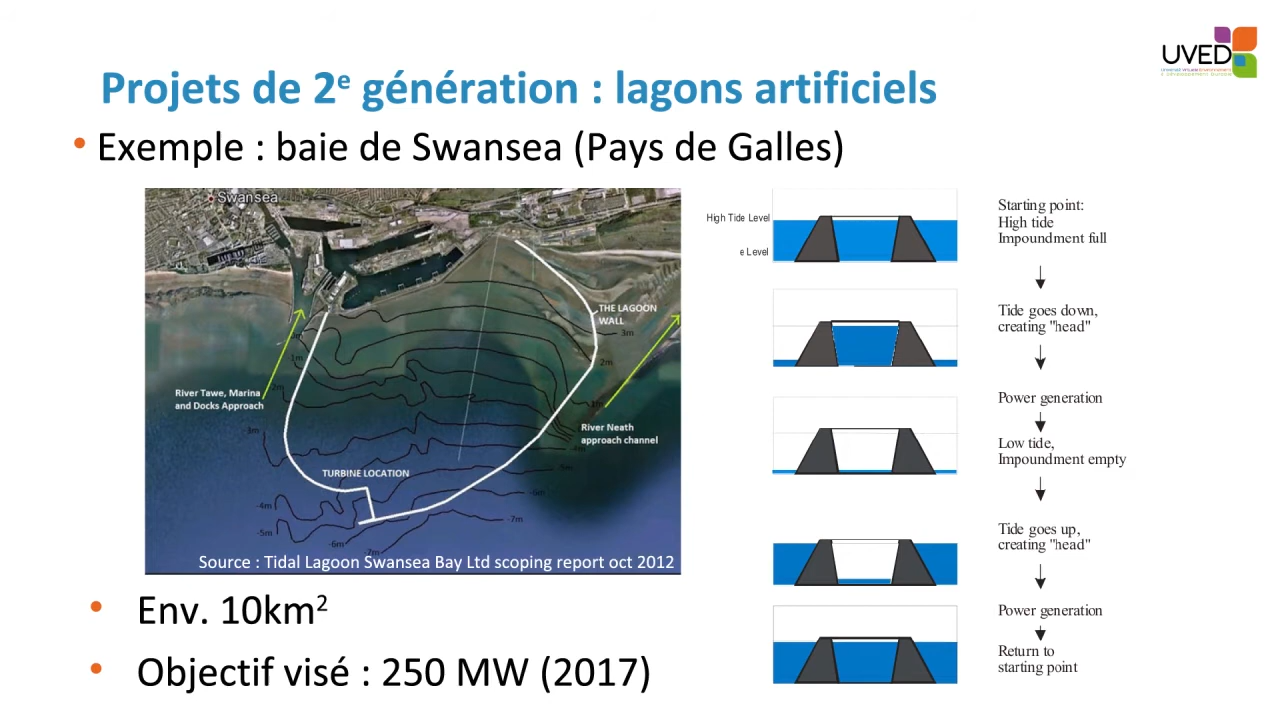 UVED
Projets de 2e génération : lagons artificiels
• Exemple : baie de Swansea (Pays de Galles)
Swansea
THE LAGOON
WALL
3m
2m
1m
River Tawe, Marina
and Docks Approach
-3m
River Neath
approach channel
TURBINE LOCATION
-5m
-4m
-5m
-6m
-7m
Source : Tidal Lagoon Swansea Bay Ltd scoping report oct 2012
High Tide Level
e Level
Starting point:
High tide
Impoundment full
Tide goes down,
creating "head"
Power generation
Low tide,
Impoundment empty
Tide goes up,
creating "head"
Power generation
Return to
starting point
• Env. 10km2
• Objectif visé : 250 MW (2017)